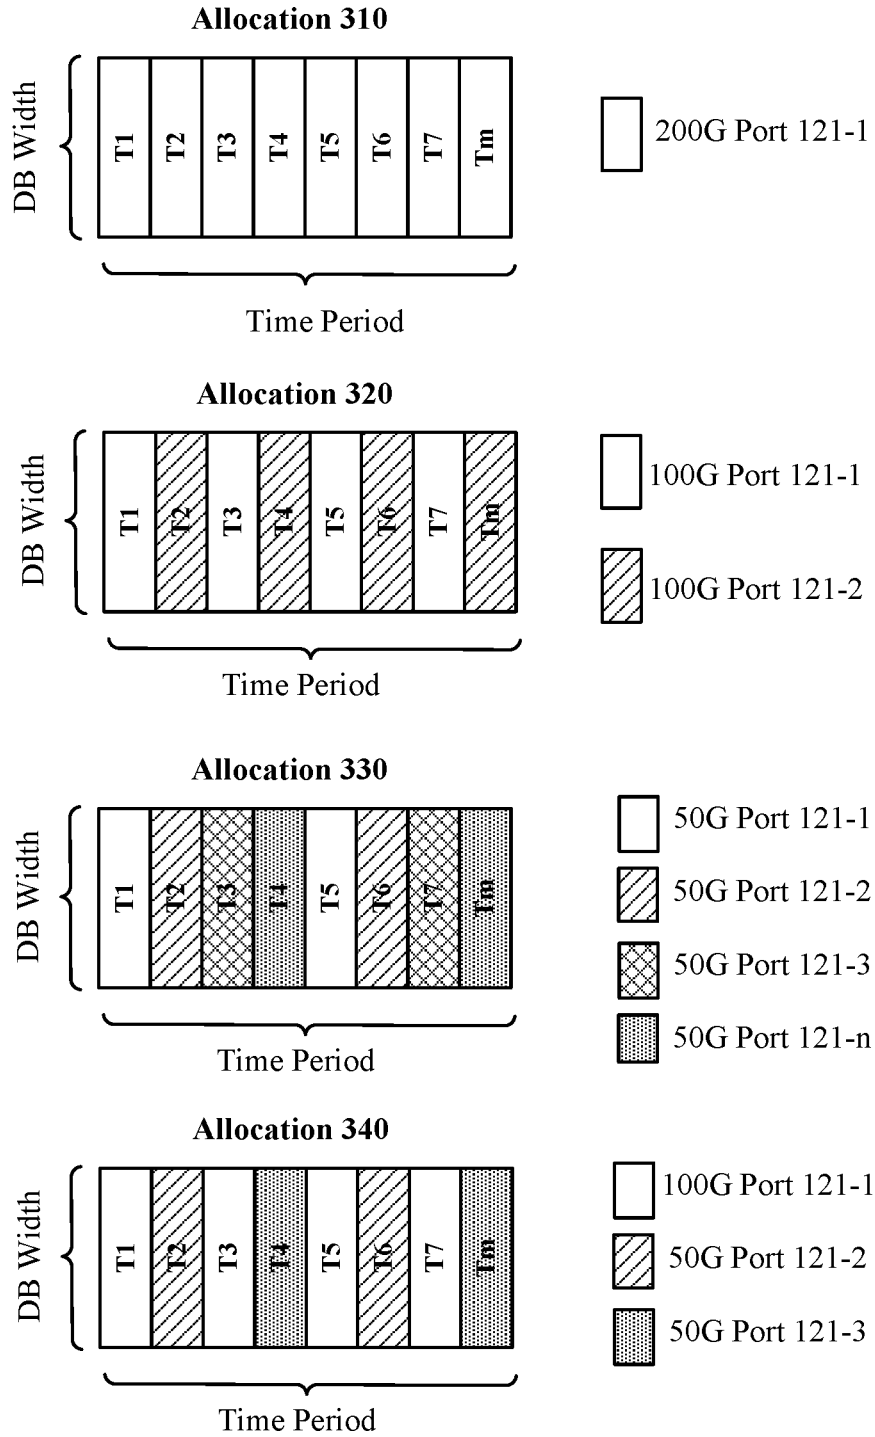 Allocation 310
DB Width
T1 T2 T3 T4 T5 T6 T7 Tm
200G Port 121-1
Time Period
Allocation 320
DB Width
T1 T2 T3 T4 T5 T6 T7 Tm
100G Port 121-1
100G Port 121-2
Time Period
Allocation 330
DB Width
T1 T2 T3 T4 T5 T6 T7 Tm
50G Port 121-1
50G Port 121-2
50G Port 121-3
50G Port 121-n
Time Period
Allocation 340
DB Width
T1 T2 T3 T4 T5 T6 T7 Tm
100G Port 121-1
50G Port 121-2
50G Port 121-3
Time Period